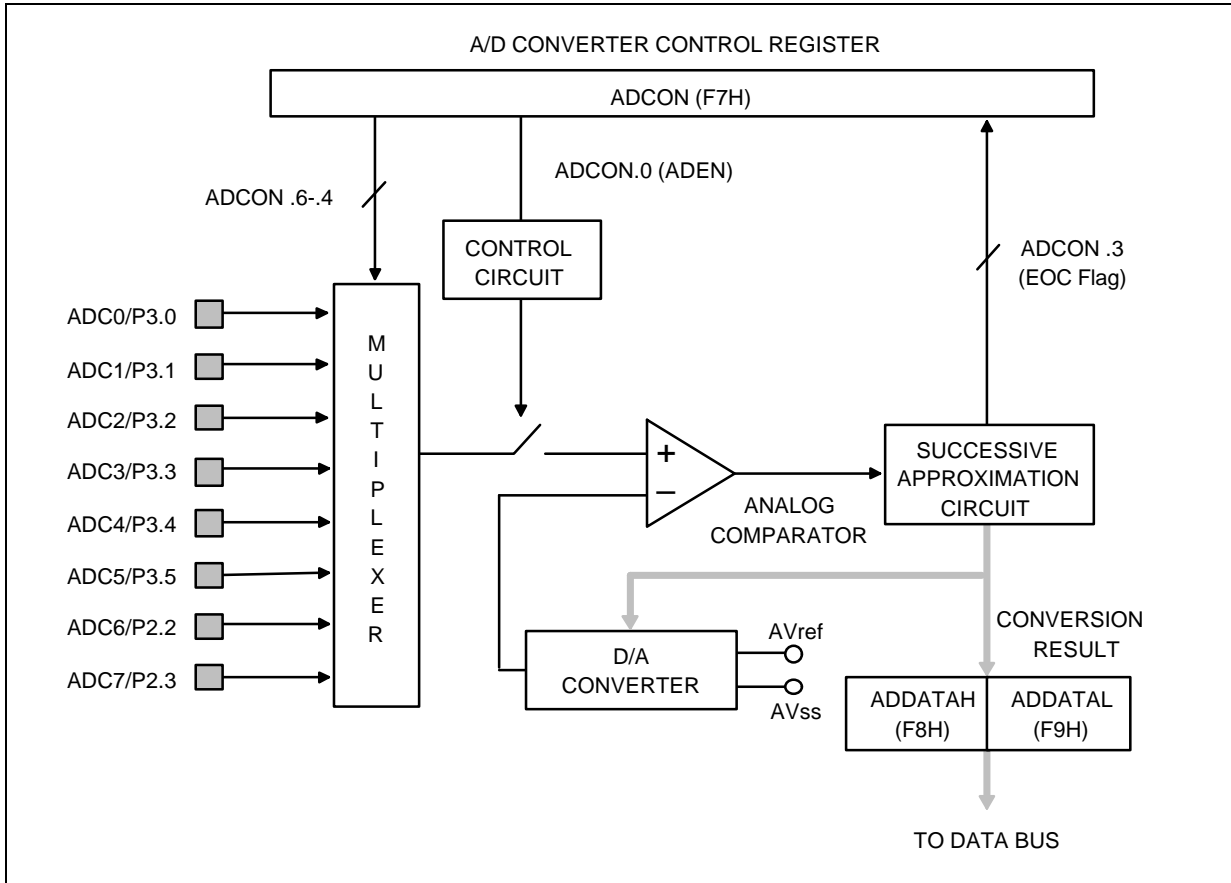 A/D CONVERTER CONTROL REGISTER
ADCON (F7H)
ADCON .6-.4
ADCON.0 (ADEN)
CONTROL
CIRCUIT
ADCON .3
(EOC Flag)
ADC0/P3.0
ADC1/P3.1
ADC2/P3.2
ADC3/P3.3
ADC4/P3.4
ADC5/P3.5
ADC6/P2.2
ADC7/P2.3
M
U
L
T
I
P
L
E
X
E
R
+
−
ANALOG
COMPARATOR
SUCCESSIVE
APPROXIMATION
CIRCUIT
D/A
CONVERTER
AVref
AVss
CONVERSION
RESULT
ADDATAH
(F8H)
ADDATAL
(F9H)
TO DATA BUS